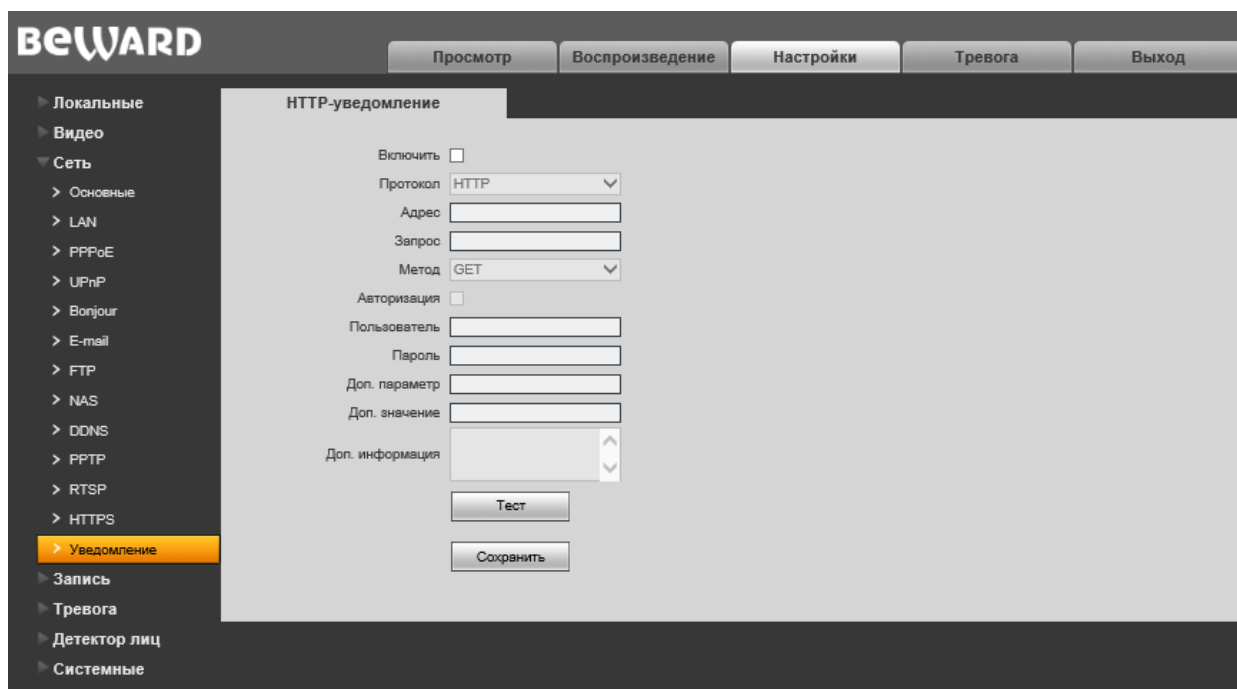 BEWARD
Просмотр
Воспроизведение
Настройки
Тревога
Выход
Локальные
Видео
Сеть
Основные
LAN
PPPoE
UPnP
Bonjour
E-mail
FTP
NAS
DDNS
PPTP
RTSP
HTTPS
Уведомление
Запись
Тревога
Детектор лиц
Системные
HTTP-уведомление
Включить
Протокол HTTP
Адрес
Запрос
Метод GET
Авторизация
Пользователь
Пароль
Доп. параметр
Доп. значение
Доп. информация
Тест
Сохранить